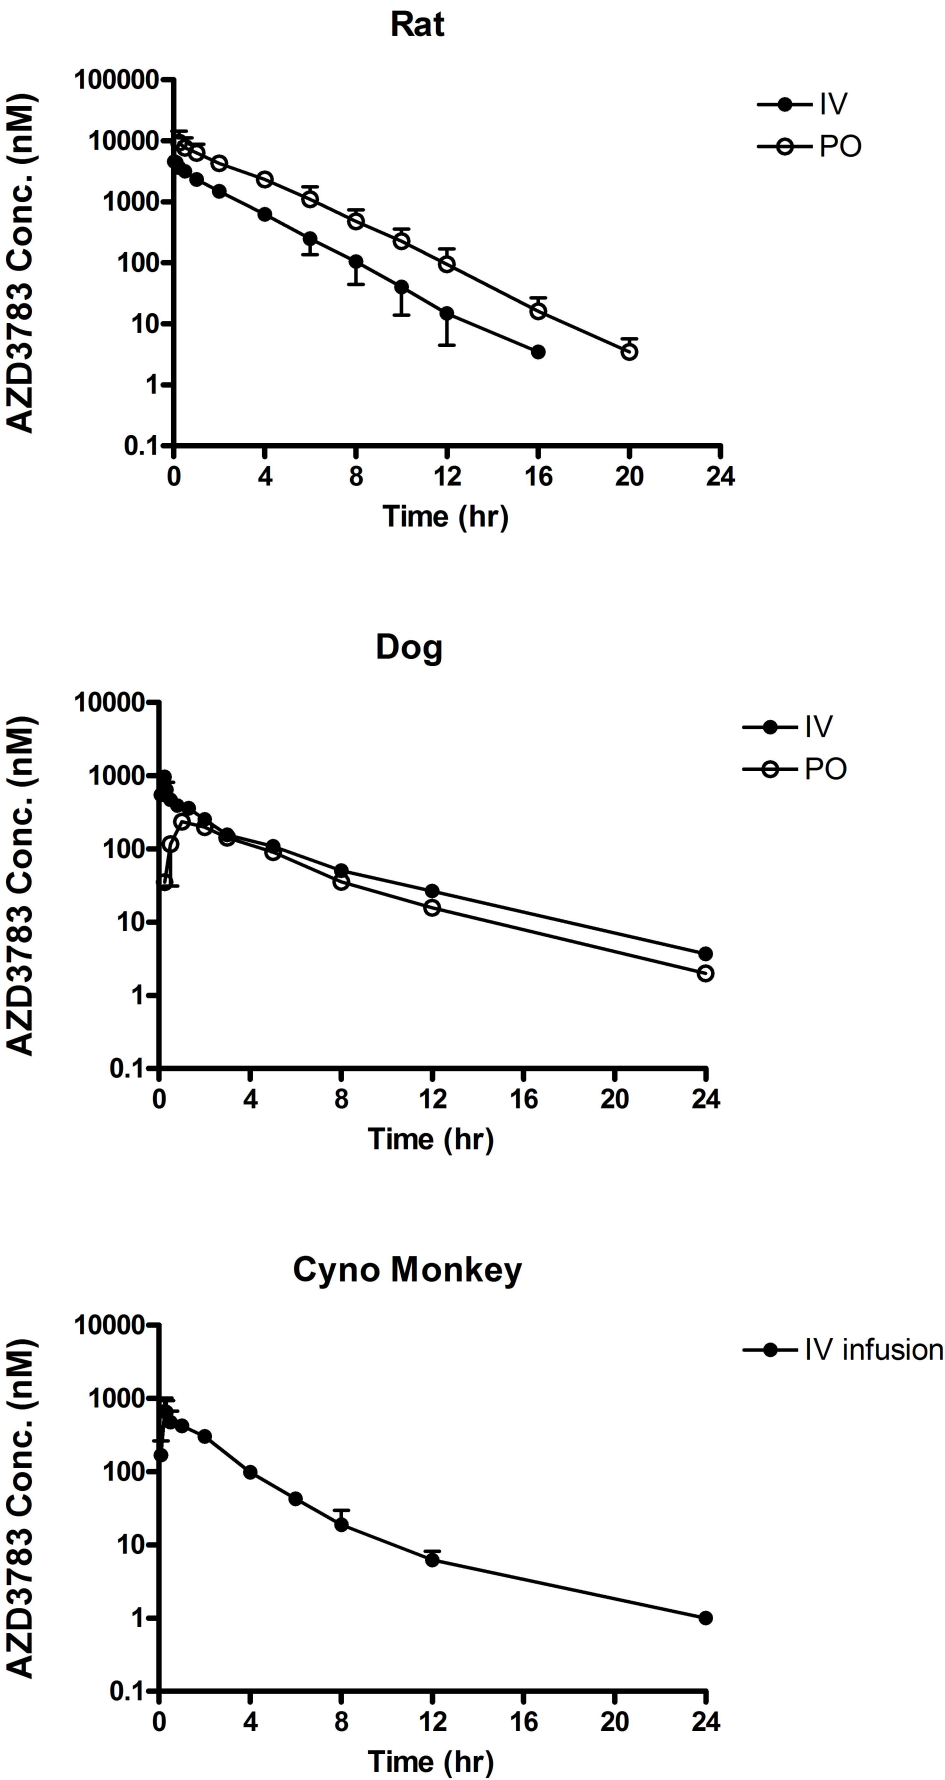 Rat
AZD3783 Conc. (nM)
100000
10000
1000
100
10
1
0.1
0 4 8 12 16 20 24
Time (hr)
IV
PO
Dog
AZD3783 Conc. (nM)
10000
1000
100
10
1
0.1
0 4 8 12 16 20 24
Time (hr)
IV
PO
Cyno Monkey
AZD3783 Conc. (nM)
10000
1000
100
10
1
0.1
0 4 8 12 16 20 24
Time (hr)
IV infusion